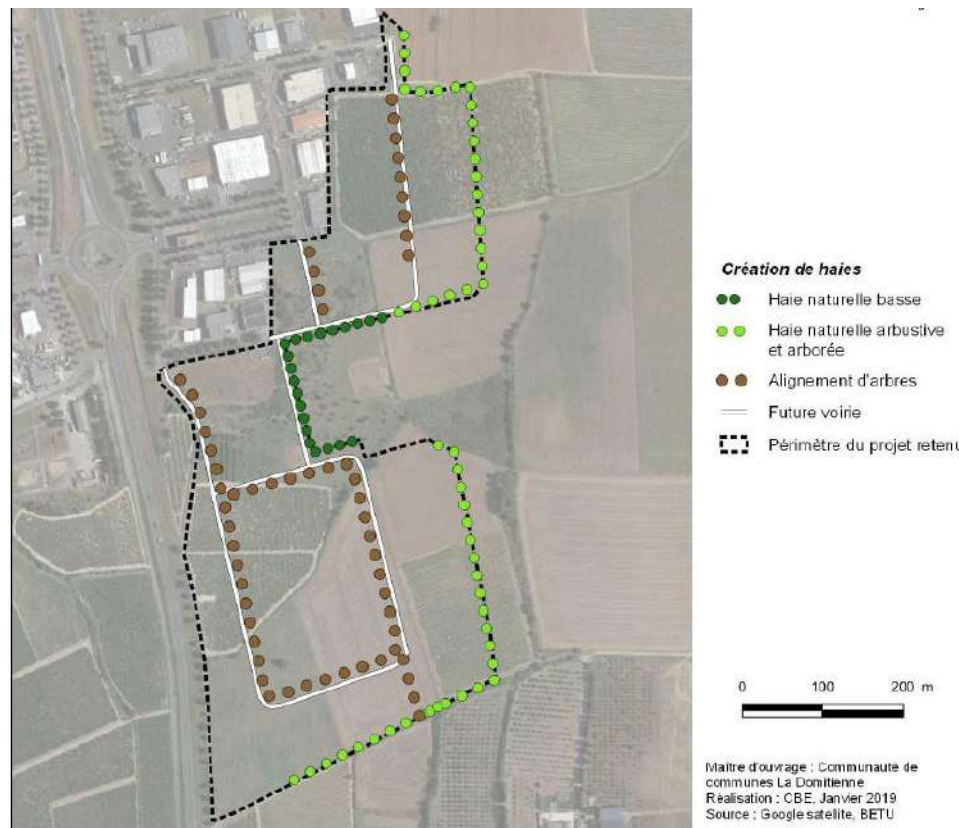 Création de haies
Haie naturelle basse
Haie naturelle arbustive
et arborée
Alignement d'arbres
Future voirie
Périmètre du projet retenu
0 100 200 m
Maître d'ouvrage : Communauté de
communes La Domitienne
Réalisation : CBE, Janvier 2019
Source : Google satellite, BETU